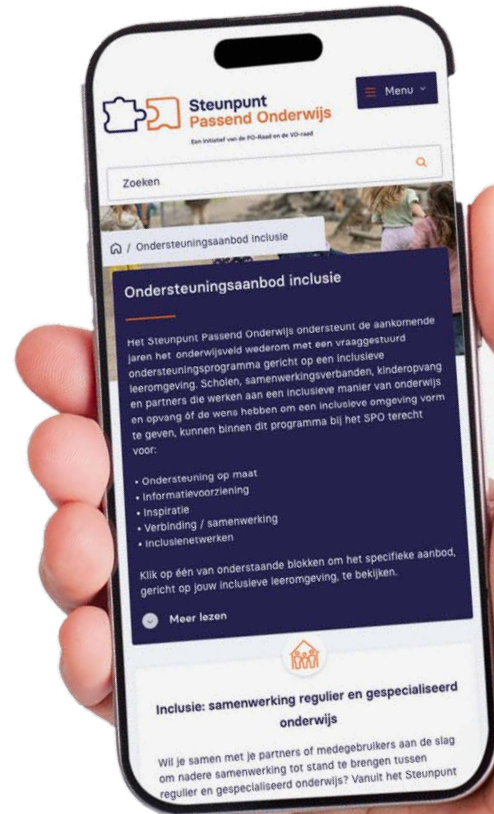 Steunpunt
Passend Onderwijs
Een initiatief van de PO-Raad en de VO-raad
Menu
Zoeken
/ Ondersteuningsaanbod inclusie
Ondersteuningsaanbod inclusie
Het Steunpunt Passend Onderwijs ondersteunt de aankomende
jaren het onderwijsveld wederom met een vraaggestuurd
ondersteuningsprogramma gericht op een inclusieve
leeromgeving. Scholen, samenwerkingsverbanden, kinderopvang
en partners die werken aan een inclusieve manier van onderwijs
en opvang óf de wens hebben om een inclusieve omgeving vorm
te geven, kunnen binnen dit programma bij het SPO terecht
voor:
• Ondersteuning op maat
• Informatievoorziening
• Inspiratie
• Verbinding / samenwerking
• Inclusienetwerken
Klik op één van onderstaande blokken om het specifieke aanbod,
gericht op jouw inclusieve leeromgeving, te bekijken.
Meer lezen
Inclusie: samenwerking regulier en gespecialiseerd
onderwijs
Wil je samen met je partners of medegebruikers aan de slag
om nadere samenwerking tot stand te brengen tussen
regulier en gespecialiseerd onderwijs? Vanuit het Steunpunt